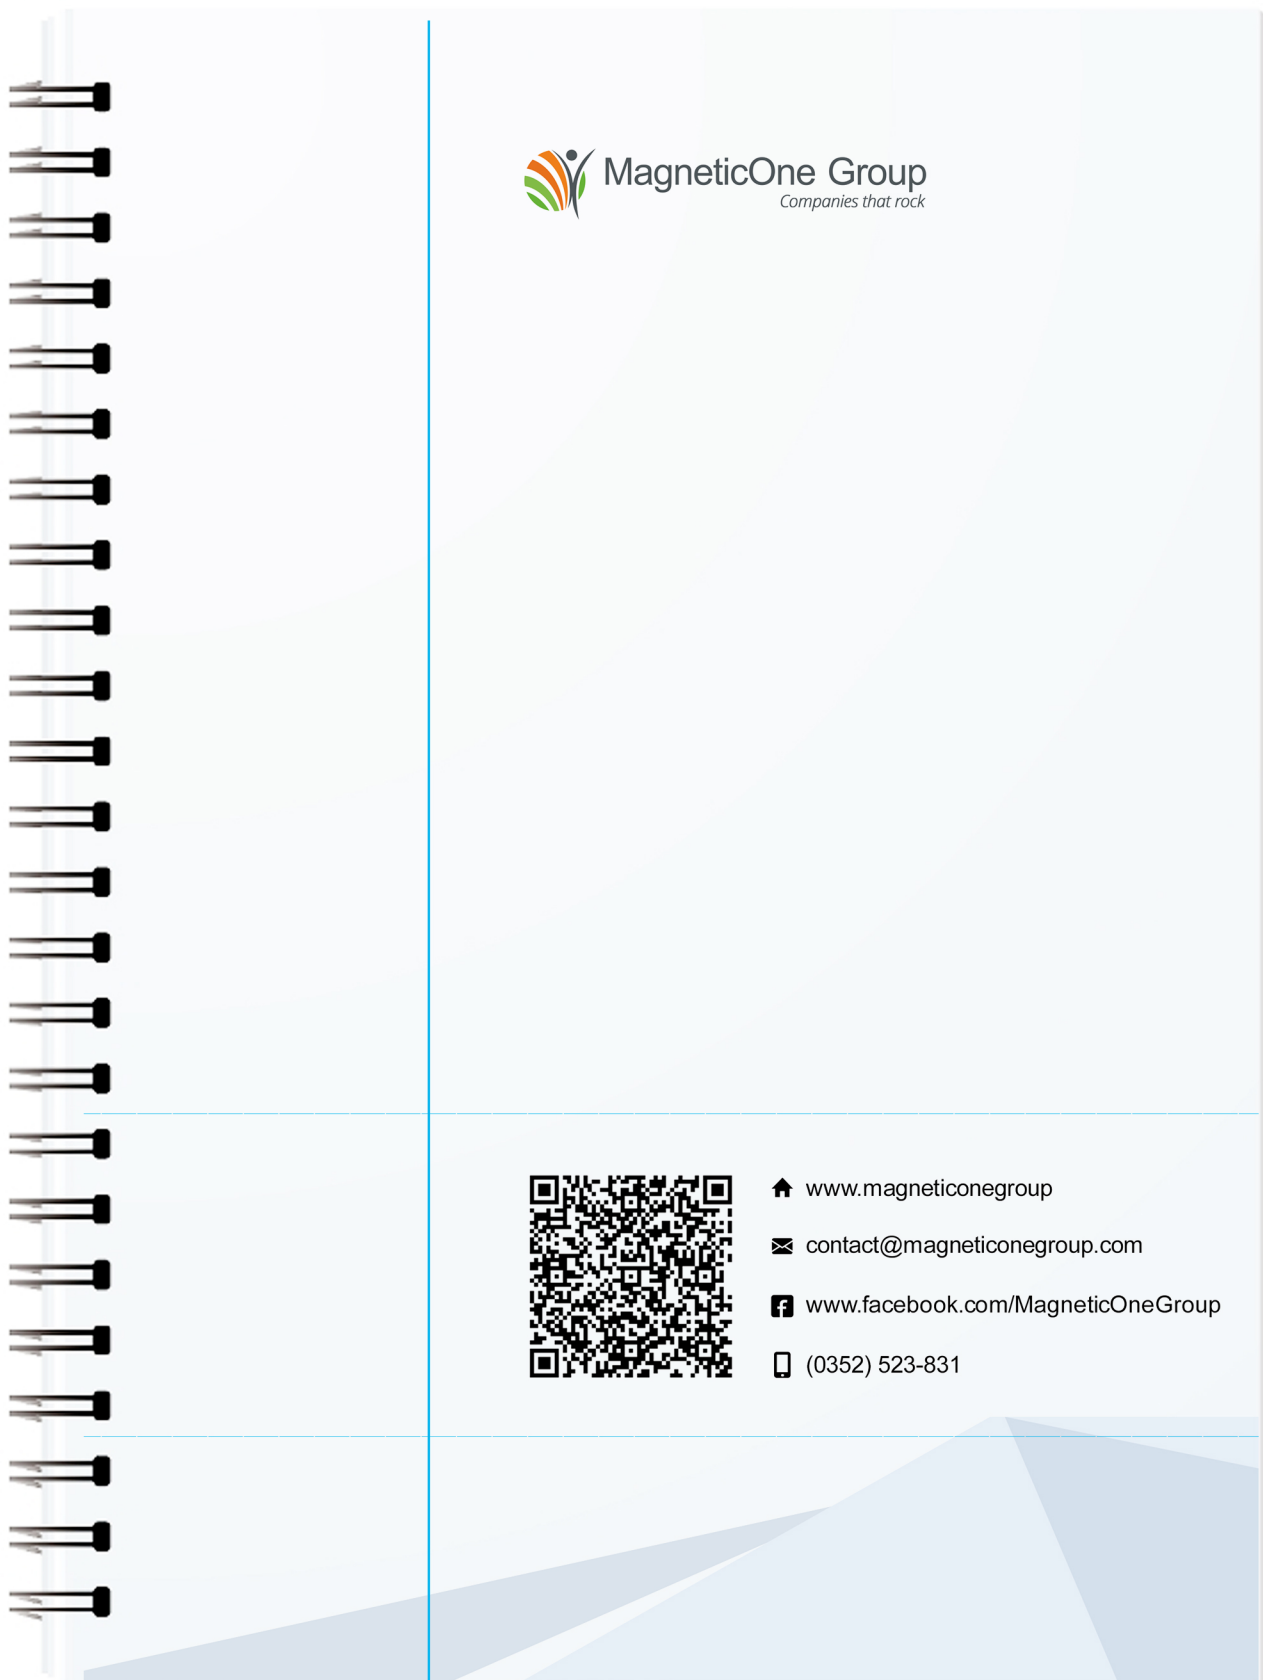 MagneticOne Group
Companies that rock
www.magneticonegroup
contact@magneticonegroup.com
www.facebook.com/MagneticOneGroup
(0352) 523-831